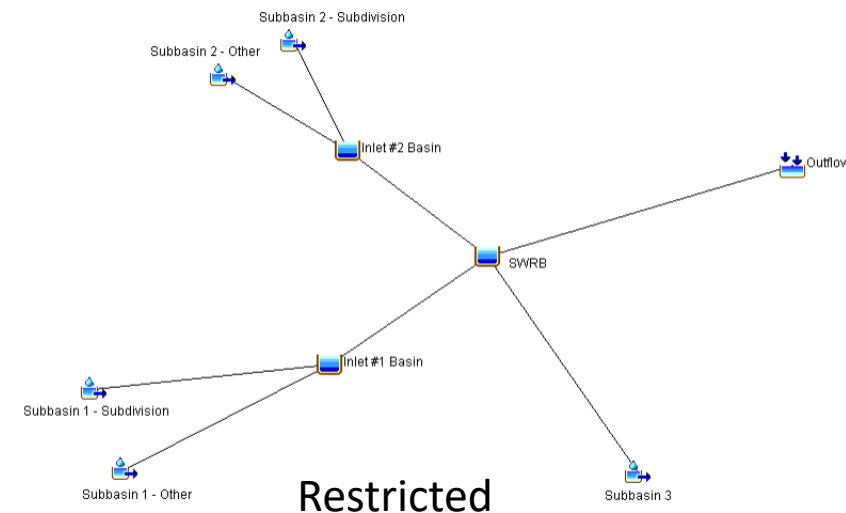 Subbasin 2 - Subdivision
Subbasin 2 - Other
Inlet #2 Basin
Outflow
SWRB
Inlet #1 Basin
Subbasin 1 - Subdivision
Subbasin 1 - Other
Restricted
Subbasin 3